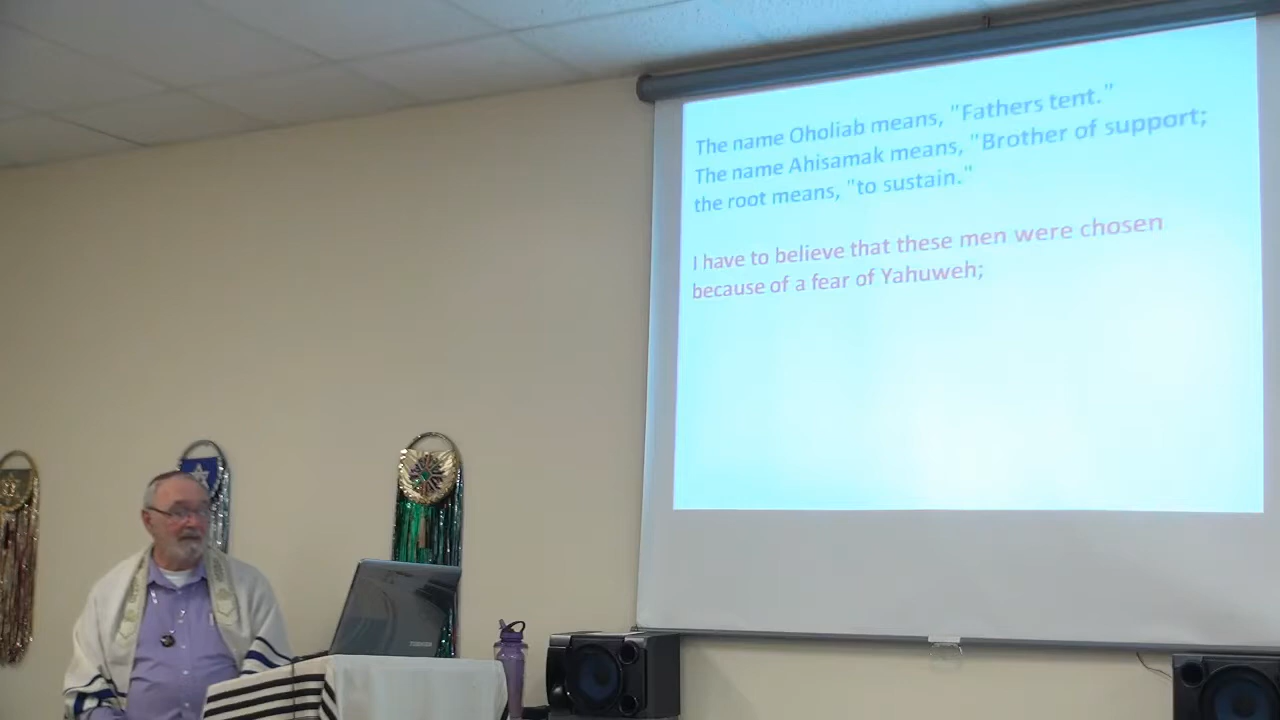 The name Oholiab means, "Fathers tent."
The name Ahisamak means, "Brother of support;
the root means, "to sustain."
I have to believe that these men were chosen
because of a fear of Yahuweh;
TOSHIBA